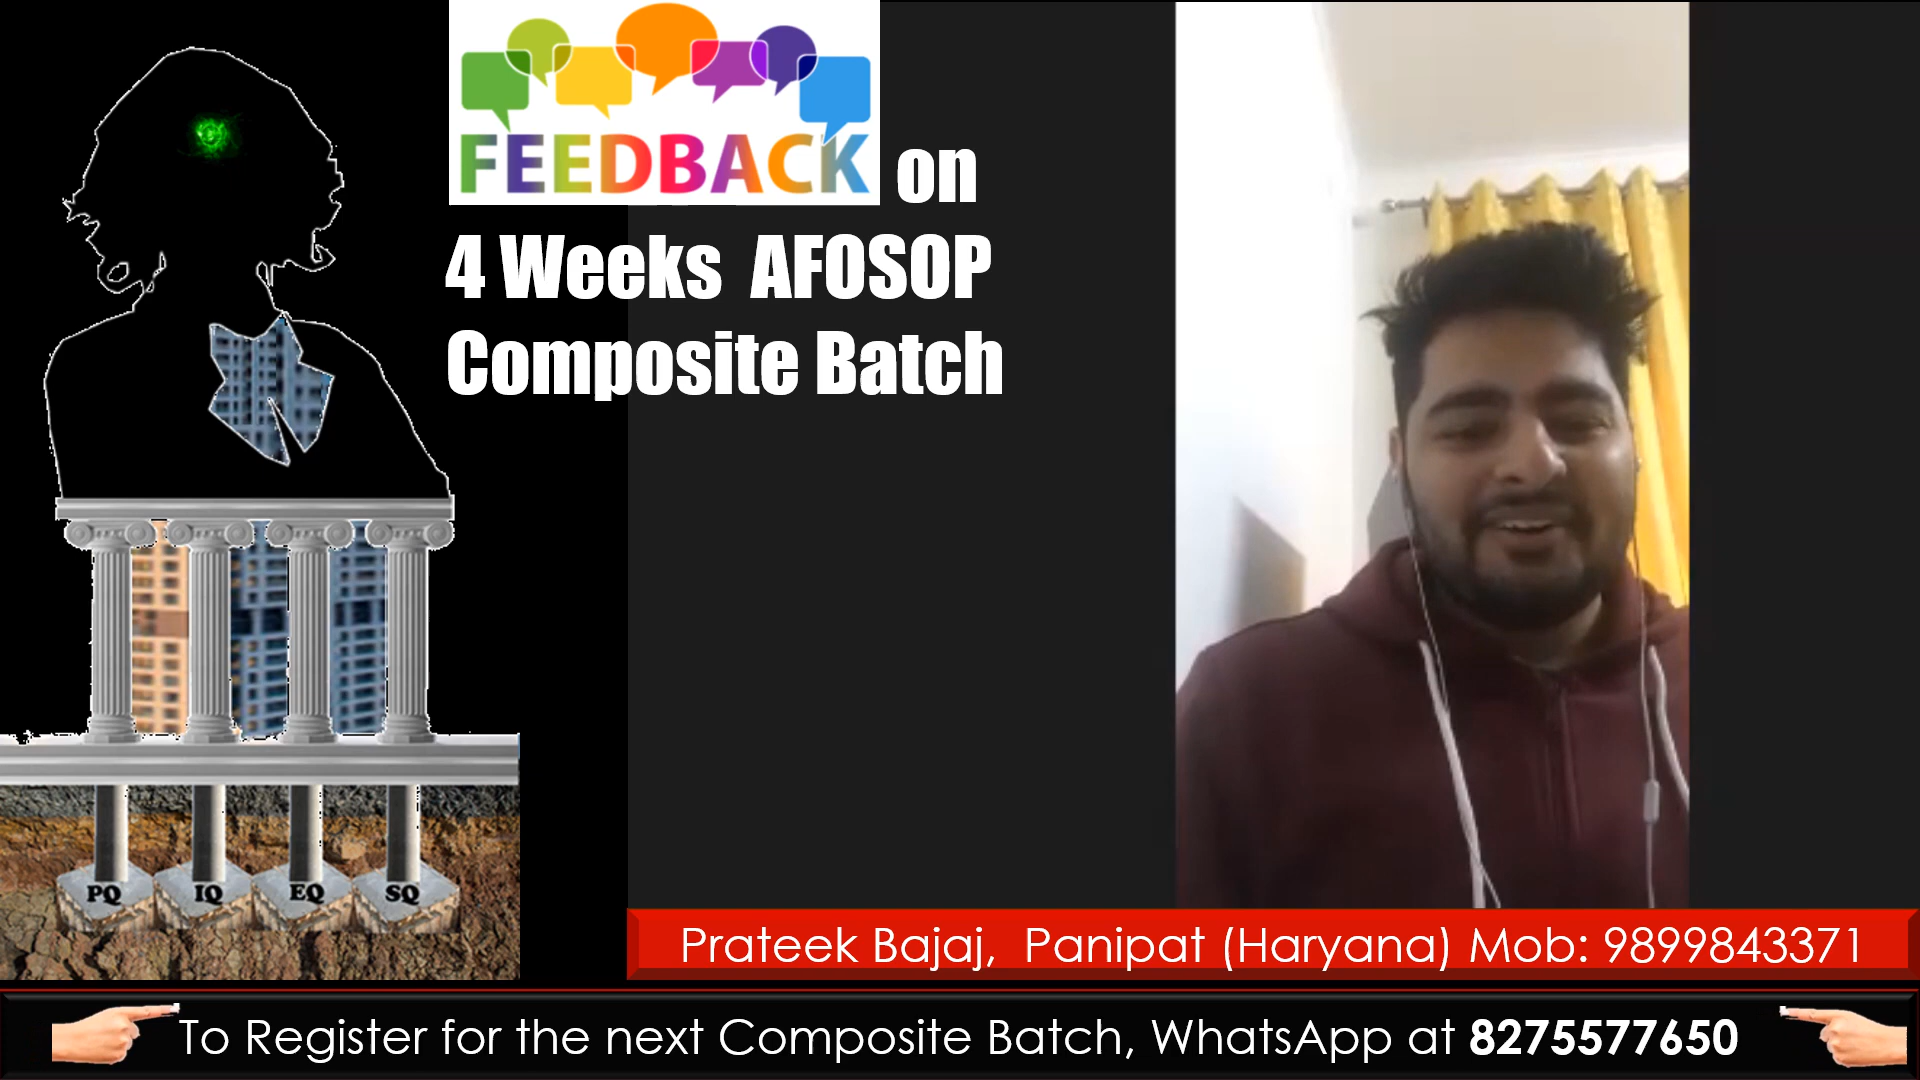 FEEDBACK on
4 Weeks AFOSOP
Composite Batch
PQ IQ EQ SQ
Prateek Bajaj, Panipat (Haryana) Mob: 9899843371
To Register for the next Composite Batch, WhatsApp at 8275577650